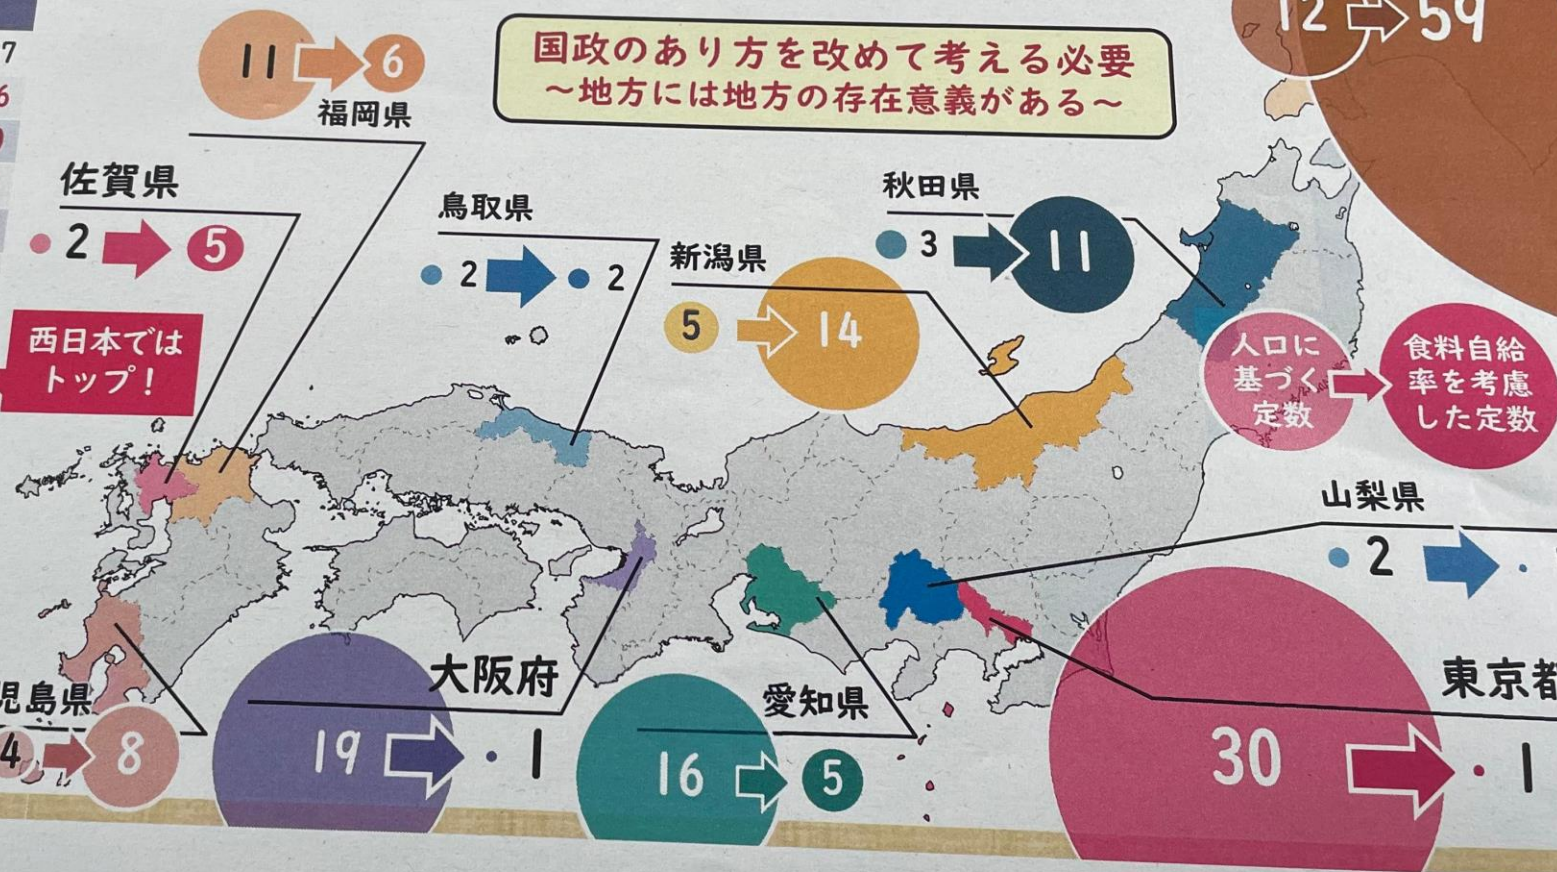 7
6
12 59
国政のあり方を改めて考える必要
〜地方には地方の存在意義がある〜
11 6
福岡県
佐賀県
2 5
西日本では
トップ!
鳥取県
2 2
新潟県
5 14
秋田県
3 11
人口に
基づく
定数
食料自給
率を考慮
した定数
山梨県
2
児島県
4 8
大阪府
19 1
愛知県
16 5
東京都
30 1